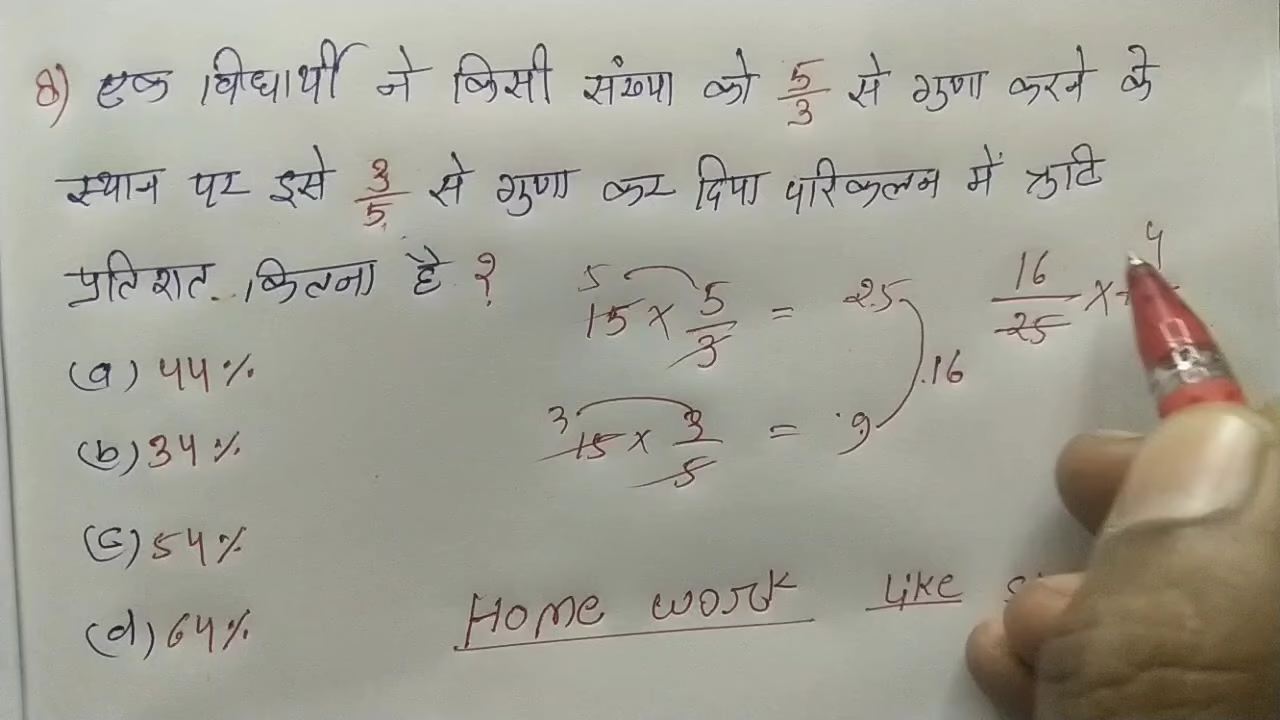 8) एक विद्यार्थी ने किसी संख्या को 5/3 से गुणा करने के
स्थान पर इसे 3/5 से गुणा कर दिया परिकलन में त्रुटि
प्रतिशत कितना है ?
5
15 × 5/3 = 25
16/25 ×
4
16
3
15 × 3/5 = 9
(a) 44%
(b) 34%
(c) 54%
(d) 64%
Home work Like